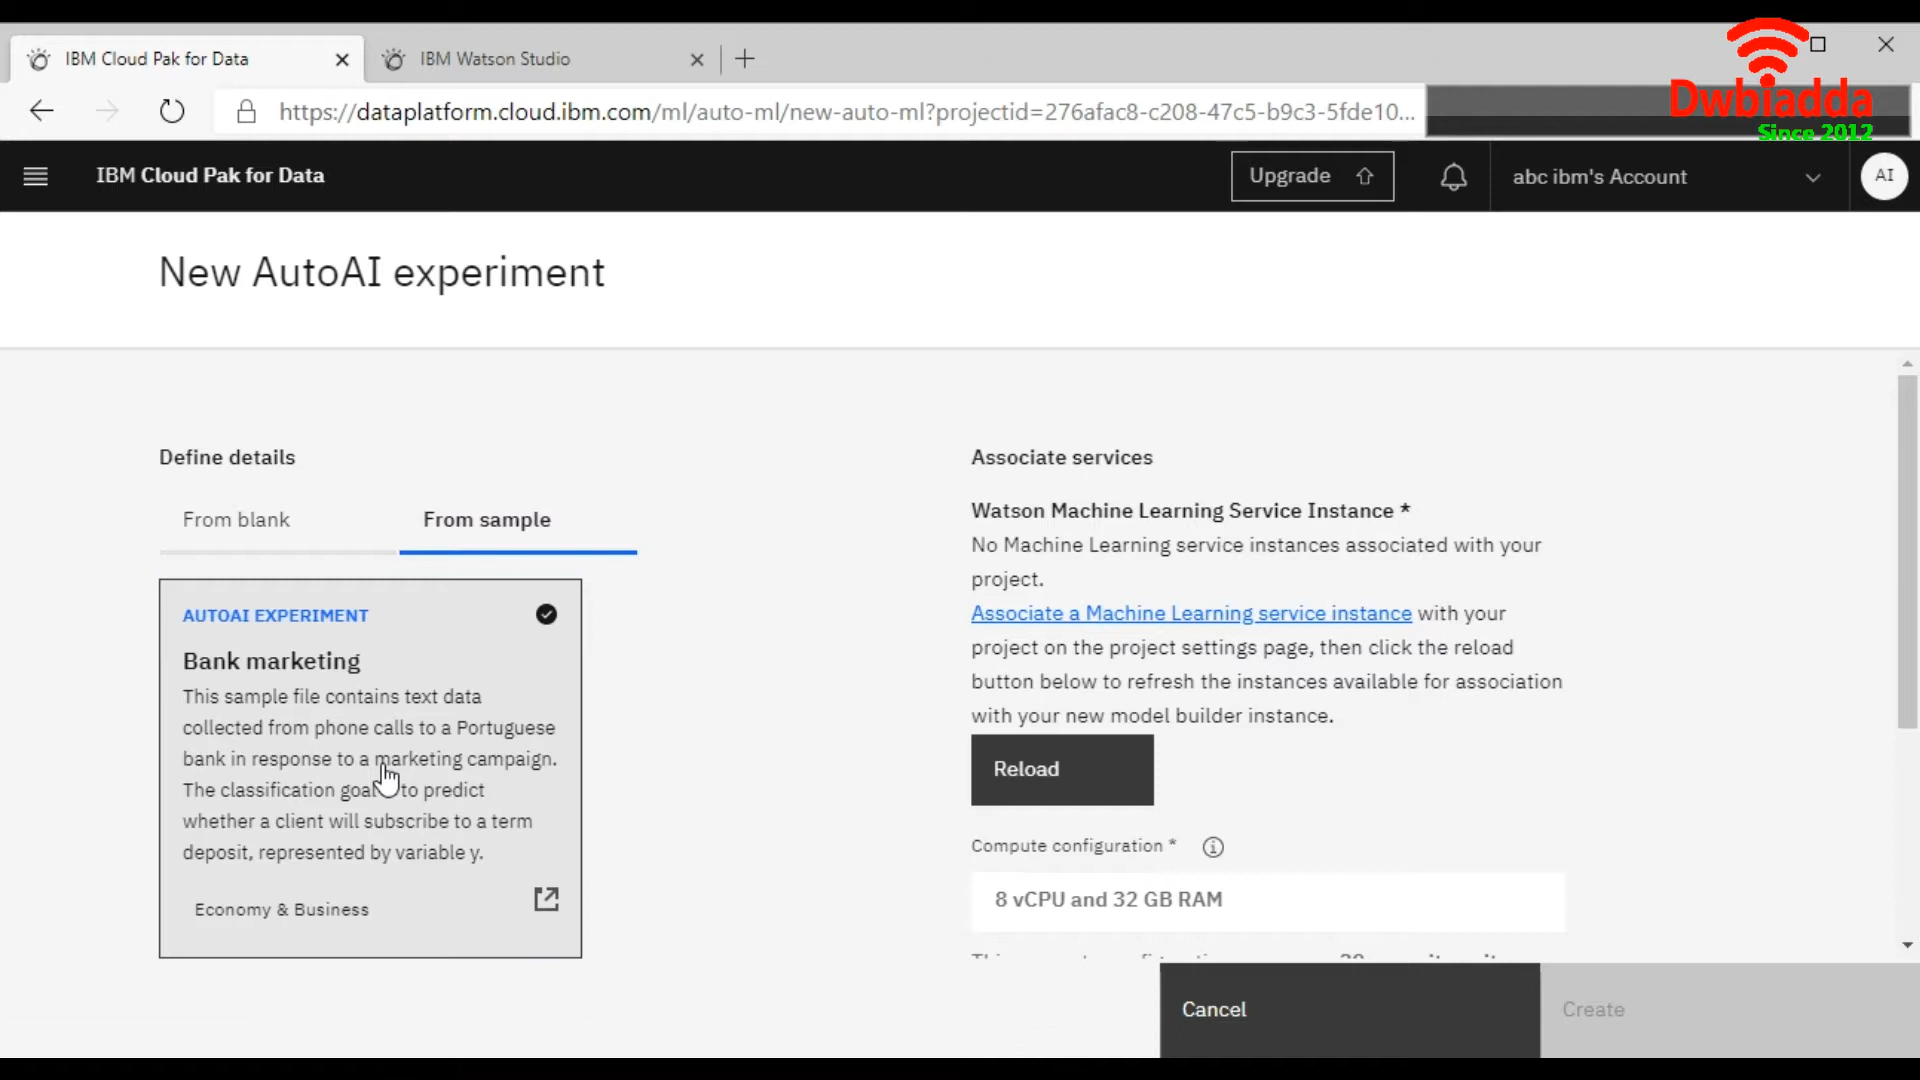 IBM Cloud Pak for Data
IBM Watson Studio
https://dataplatform.cloud.ibm.com/ml/auto-ml/new-auto-ml?projectid=276afac8-c208-47c5-b9c3-5fde10...
Dwbiadda
Since 2012
IBM Cloud Pak for Data
Upgrade
abc ibm's Account
AI
New AutoAI experiment
Define details
From blank
From sample
AUTOAI EXPERIMENT
Bank marketing
This sample file contains text data
collected from phone calls to a Portuguese
bank in response to a marketing campaign.
The classification goal to predict
whether a client will subscribe to a term
deposit, represented by variable y.
Economy & Business
Associate services
Watson Machine Learning Service Instance *
No Machine Learning service instances associated with your
project.
Associate a Machine Learning service instance with your
project on the project settings page, then click the reload
button below to refresh the instances available for association
with your new model builder instance.
Reload
Compute configuration *
8 vCPU and 32 GB RAM
Cancel
Create